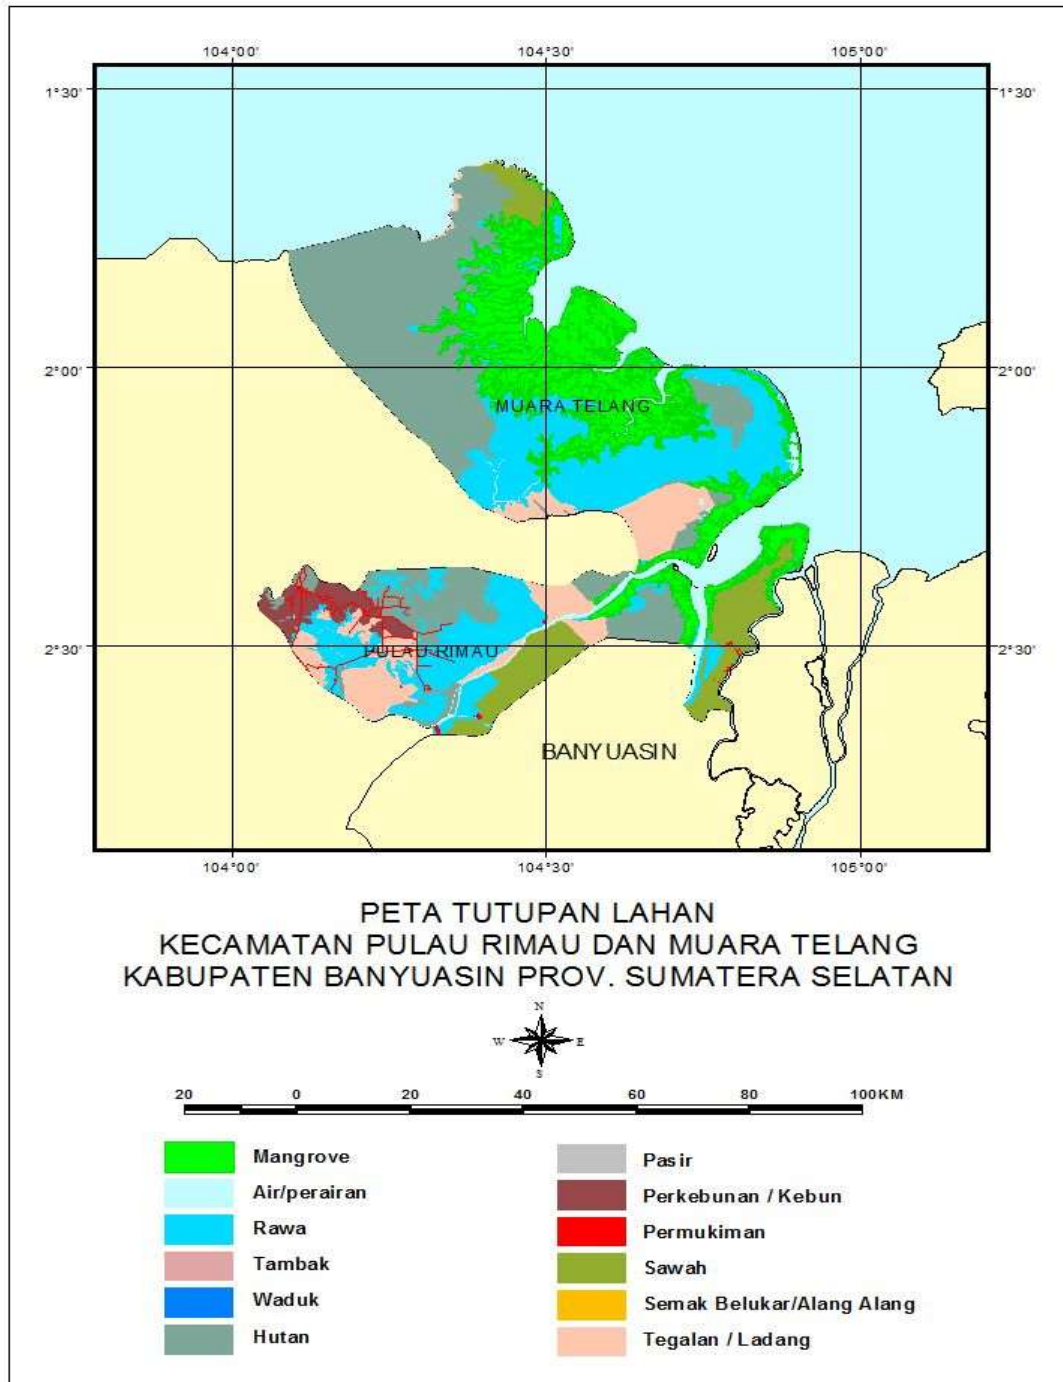 104°00' 104°30' 105°00'
1°30' 1°30'
2°00' 2°00'
MUARA TELANG
2°30' 2°30'
PULAU RIMAU
BANYUASIN
104°00' 104°30' 105°00'
PETA TUTUPAN LAHAN
KECAMATAN PULAU RIMAU DAN MUARA TELANG
KABUPATEN BANYUASIN PROV. SUMATERA SELATAN
N
W E
S
20 0 20 40 60 80 100KM
Mangrove
Air/perairan
Rawa
Tambak
Waduk
Hutan
Pasir
Perkebunan / Kebun
Permukiman
Sawah
Semak Belukar/Alang Alang
Tegalan / Ladang